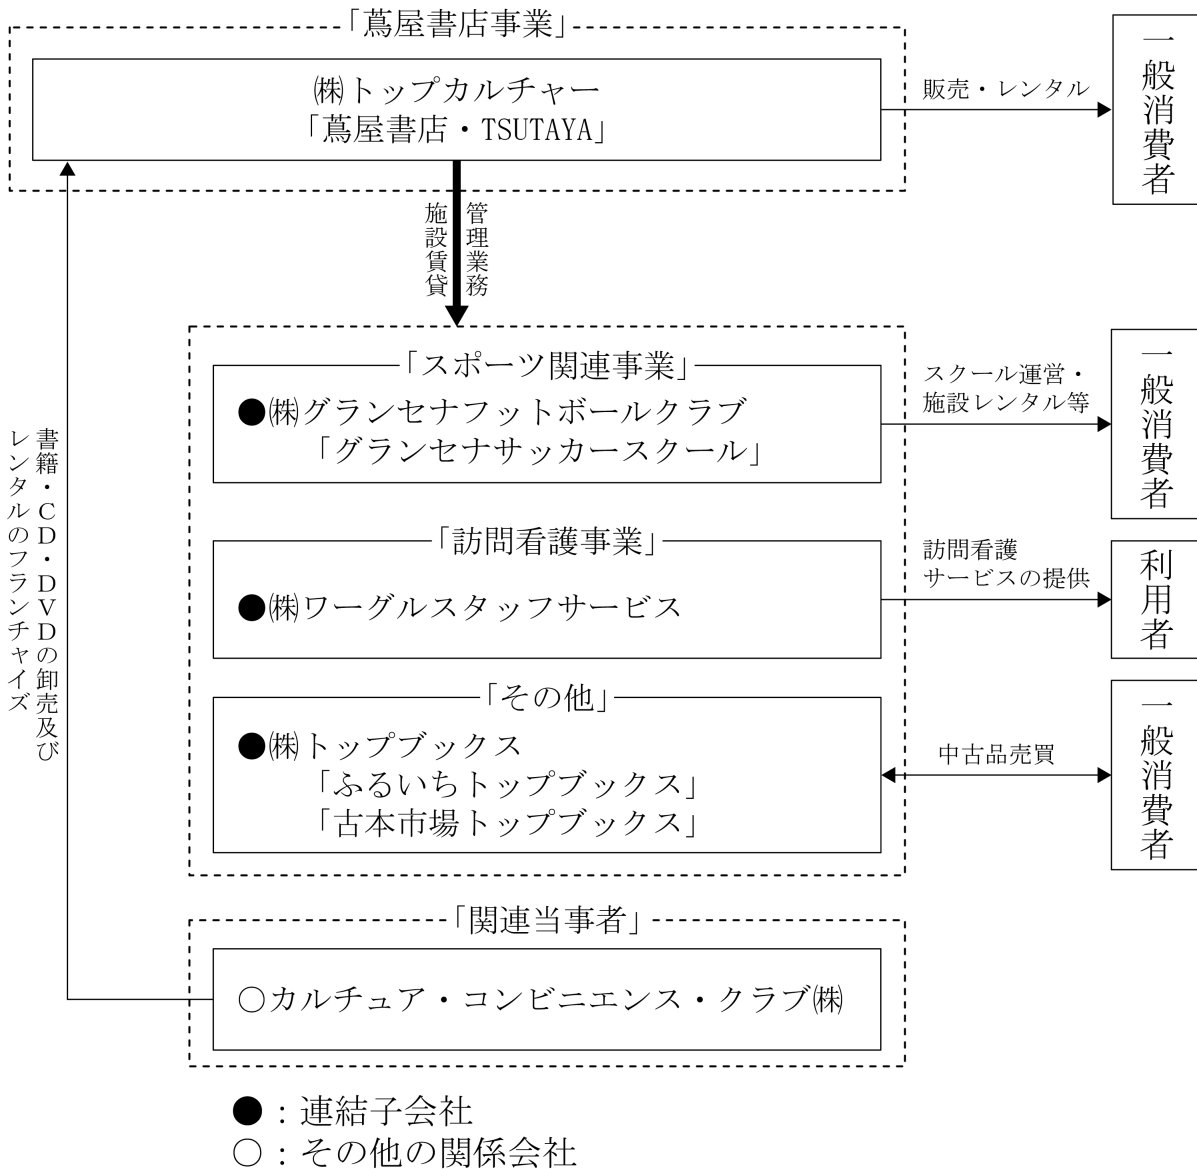 「蔦屋書店事業」
㈱トップカルチャー
「蔦屋書店・TSUTAYA」
販売・レンタル
一般消費者
管理業務
施設賃貸
「スポーツ関連事業」
●㈱グランセナフットボールクラブ
「グランセナサッカースクール」
スクール運営・
施設レンタル等
一般消費者
「訪問看護事業」
●㈱ワーグルスタッフサービス
訪問看護
サービスの提供
利用者
「その他」
●㈱トップブックス
「ふるいちトップブックス」
「古本市場トップブックス」
中古品売買
一般消費者
書籍・ＣＤ・ＤＶＤの卸売及び
レンタルのフランチャイズ
「関連当事者」
○カルチュア・コンビニエンス・クラブ㈱
●：連結子会社
○：その他の関係会社